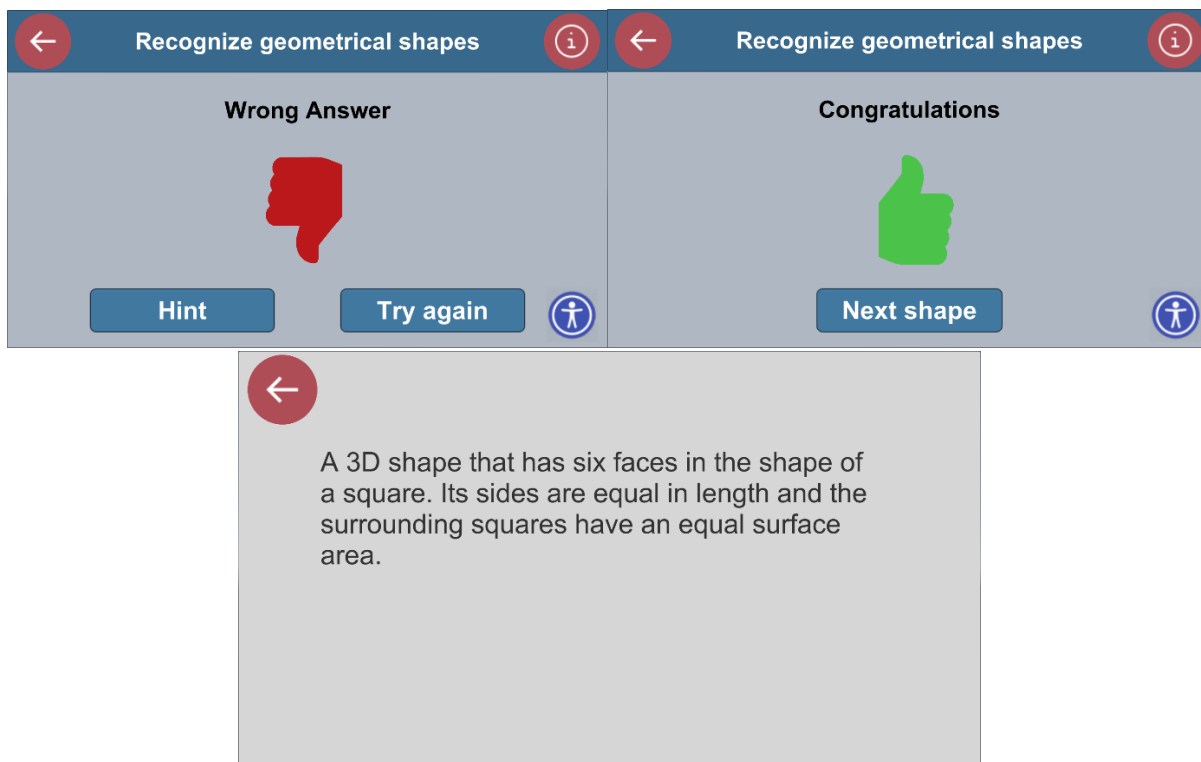 Recognize geometrical shapes
Wrong Answer
Hint
Try again
Recognize geometrical shapes
Congratulations
Next shape
A 3D shape that has six faces in the shape of
a square. Its sides are equal in length and the
surrounding squares have an equal surface
area.